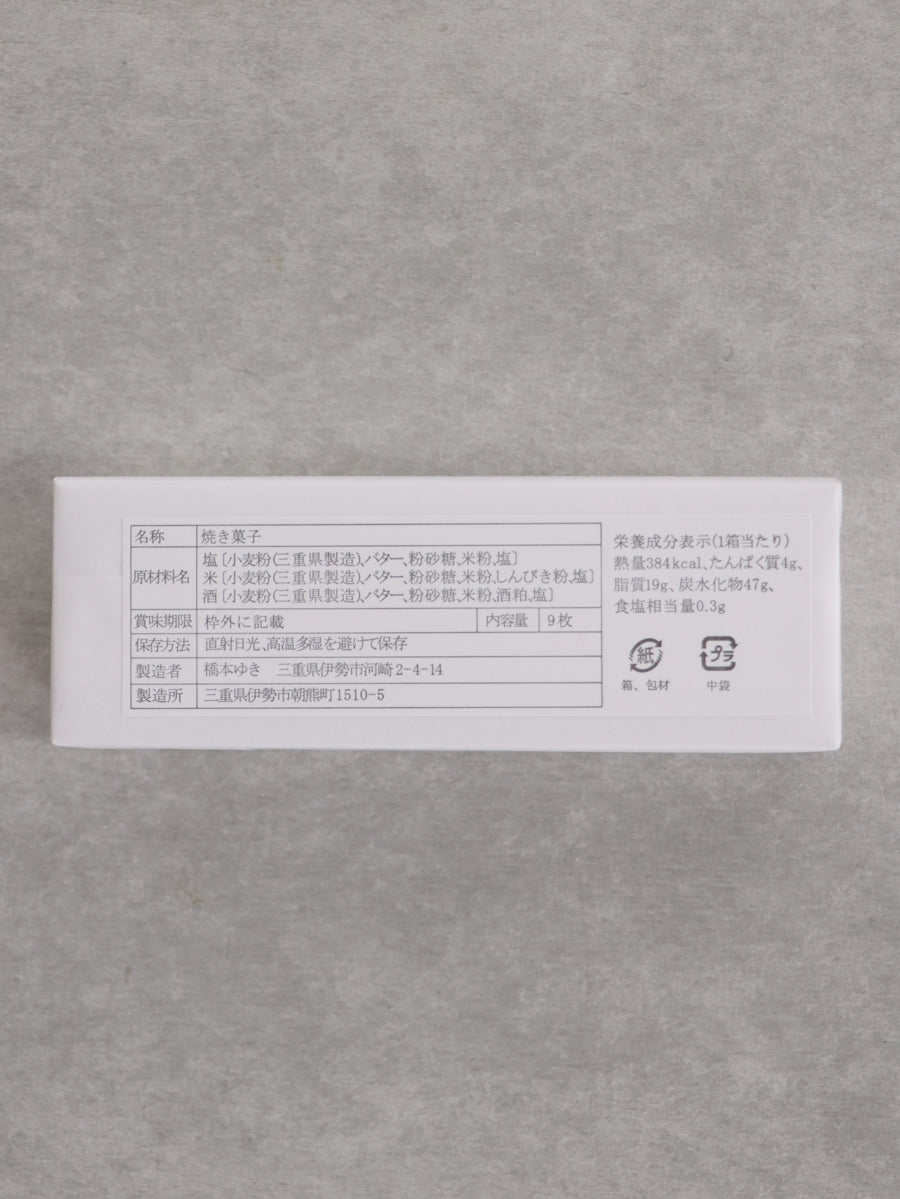 名称 焼き菓子
原材料名 塩〔小麦粉(三重県製造)、バター、粉砂糖、米粉、塩〕
米〔小麦粉(三重県製造)、バター、粉砂糖、米粉、しんびき粉、塩〕
酒〔小麦粉(三重県製造)、バター、粉砂糖、米粉、酒粕、塩〕
賞味期限 枠外に記載 内容量 9枚
保存方法 直射日光、高温多湿を避けて保存
製造者 橋本ゆき 三重県伊勢市河崎2-4-14
製造所 三重県伊勢市朝熊町1510-5
栄養成分表示(1箱当たり)
熱量384kcal、たんぱく質4g、
脂質19g、炭水化物47g、
食塩相当量0.3g
紙 プラ
箱、包材 中袋